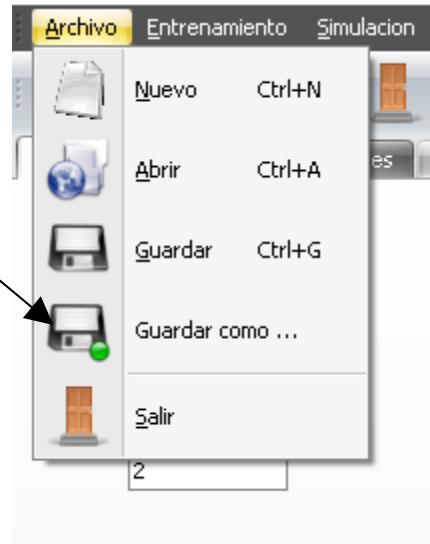 Archivo Entrenamiento Simulacion
Nuevo Ctrl+N
es
Abrir Ctrl+A
Guardar Ctrl+G
Guardar como ...
Salir
2